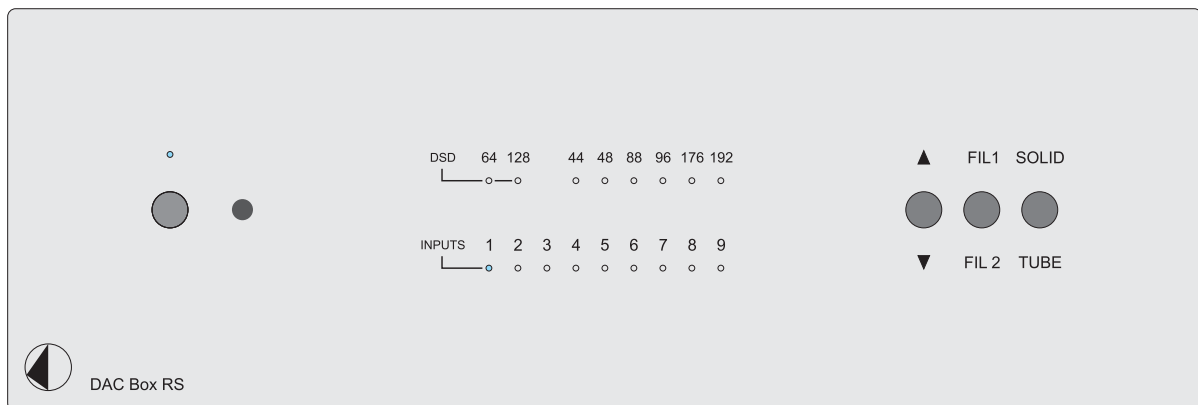 DSD 64 128 44 48 88 96 176 192
▲ FIL1 SOLID
INPUTS 1 2 3 4 5 6 7 8 9
▼ FIL 2 TUBE
DAC Box RS